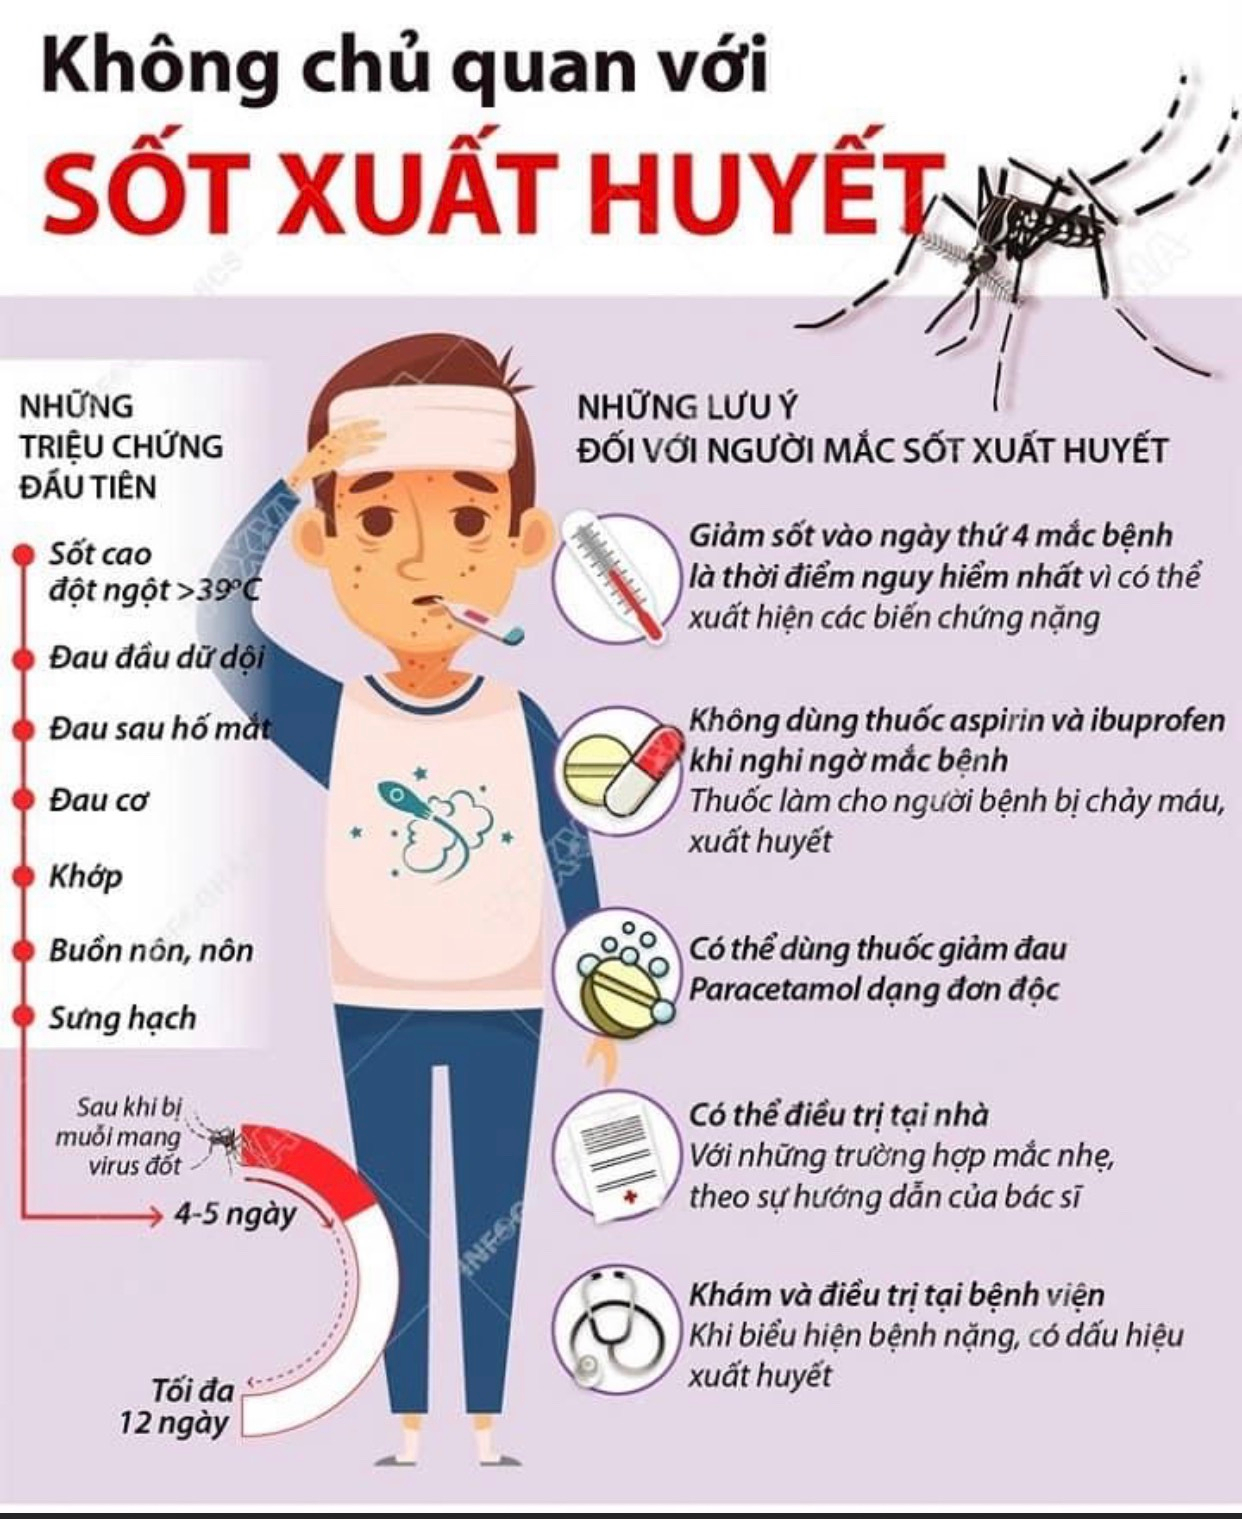 Không chủ quan với
SỐT XUẤT HUYẾT
NHỮNG
TRIỆU CHỨNG
ĐẦU TIÊN
Sốt cao
đột ngột >39°C
Đau đầu dữ dội
Đau sau hố mắt
Đau cơ
Khớp
Buồn nôn, nôn
Sưng hạch
Sau khi bị
muỗi mang
virus đốt
4-5 ngày
Tối đa
12 ngày
NHỮNG LƯU Ý
ĐỐI VỚI NGƯỜI MẮC SỐT XUẤT HUYẾT
Giảm sốt vào ngày thứ 4 mắc bệnh
là thời điểm nguy hiểm nhất vì có thể
xuất hiện các biến chứng nặng
Không dùng thuốc aspirin và ibuprofen
khi nghi ngờ mắc bệnh
Thuốc làm cho người bệnh bị chảy máu,
xuất huyết
Có thể dùng thuốc giảm đau
Paracetamol dạng đơn độc
Có thể điều trị tại nhà
Với những trường hợp mắc nhẹ,
theo sự hướng dẫn của bác sĩ
Khám và điều trị tại bệnh viện
Khi biểu hiện bệnh nặng, có dấu hiệu
xuất huyết